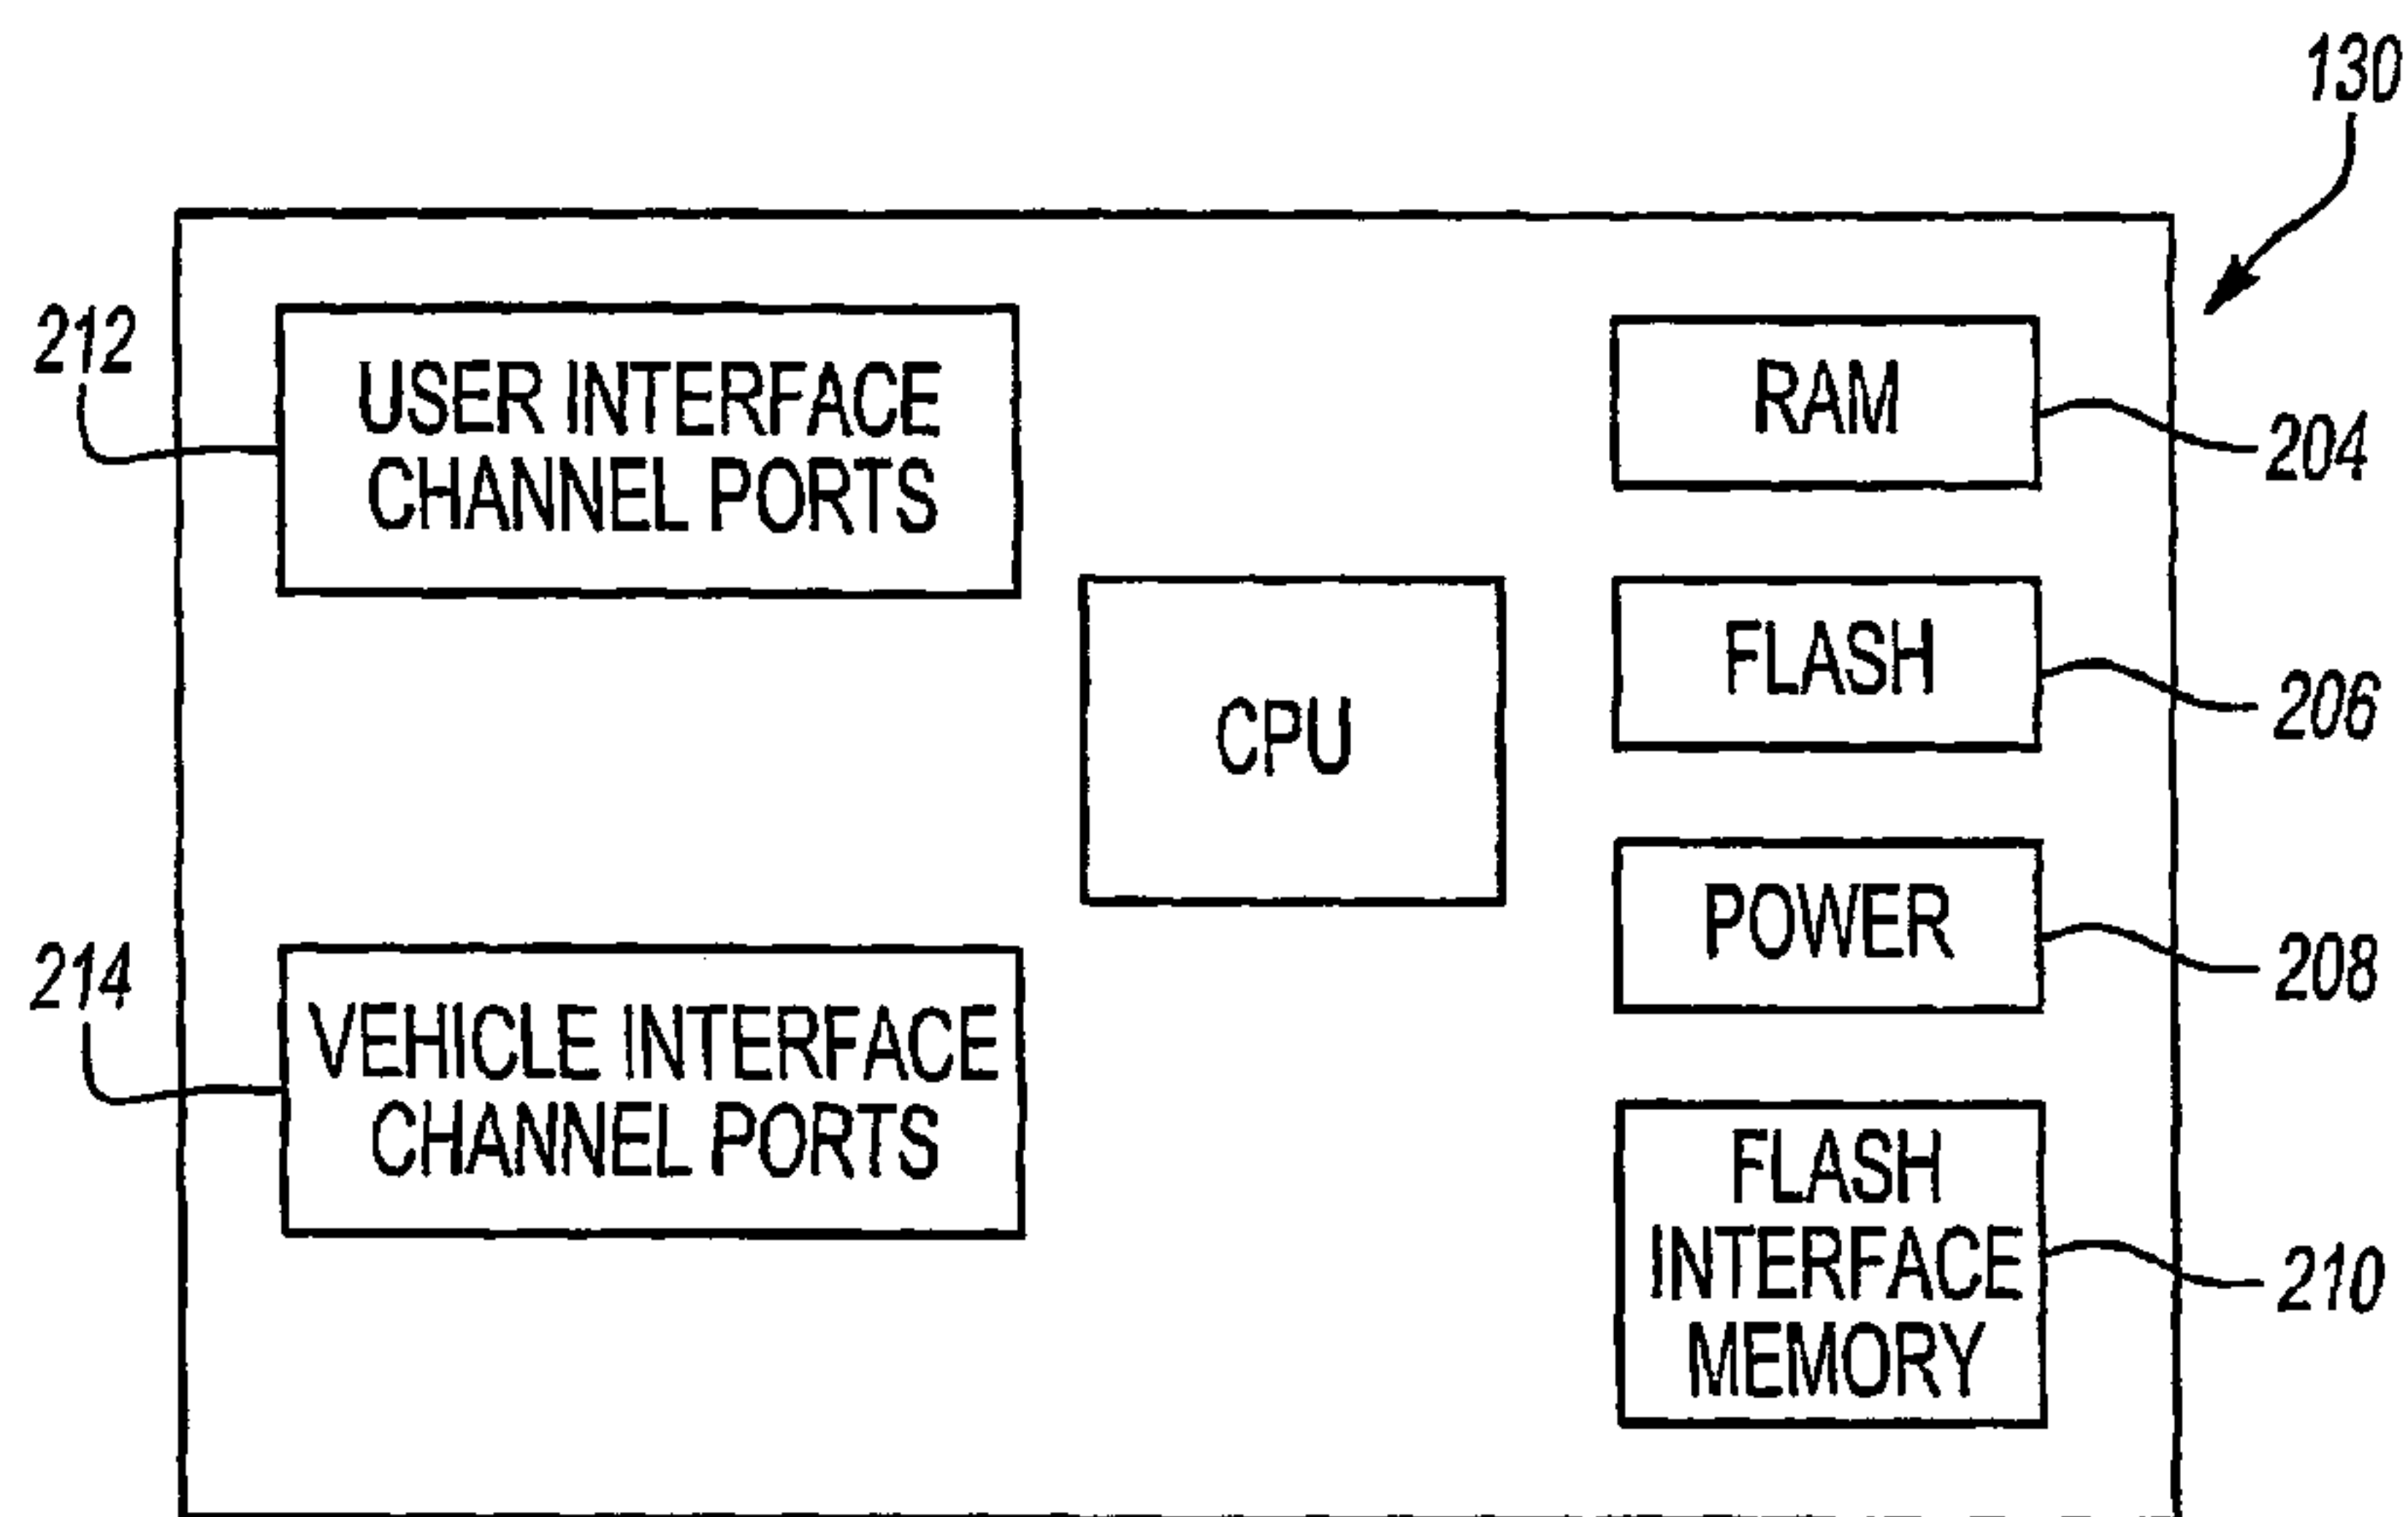 130
212
USER INTERFACE
CHANNEL PORTS
RAM
204
CPU
FLASH
206
POWER
208
214
VEHICLE INTERFACE
CHANNEL PORTS
FLASH
INTERFACE
MEMORY
210